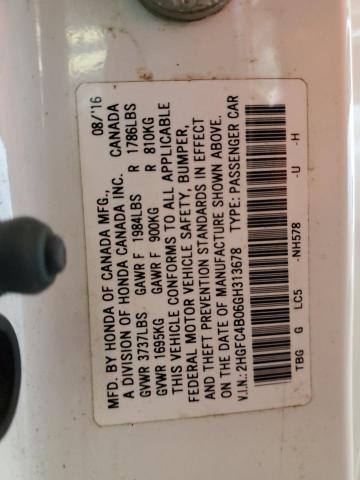 MFD. BY HONDA OF CANADA MFG., 08/'16
A DIVISION OF HONDA CANADA INC. CANADA
GVWR 3737LBS GAWR F 1984LBS R 1786LBS
GVWR 1695KG GAWR F 900KG R 810KG
THIS VEHICLE CONFORMS TO ALL APPLICABLE
FEDERAL MOTOR VEHICLE SAFETY, BUMPER,
AND THEFT PREVENTION STANDARDS IN EFFECT
ON THE DATE OF MANUFACTURE SHOWN ABOVE.
V.I.N.: 2HGFC4B06GH313678 TYPE: PASSENGER CAR
TBG G LC5 -NH578 -U -H